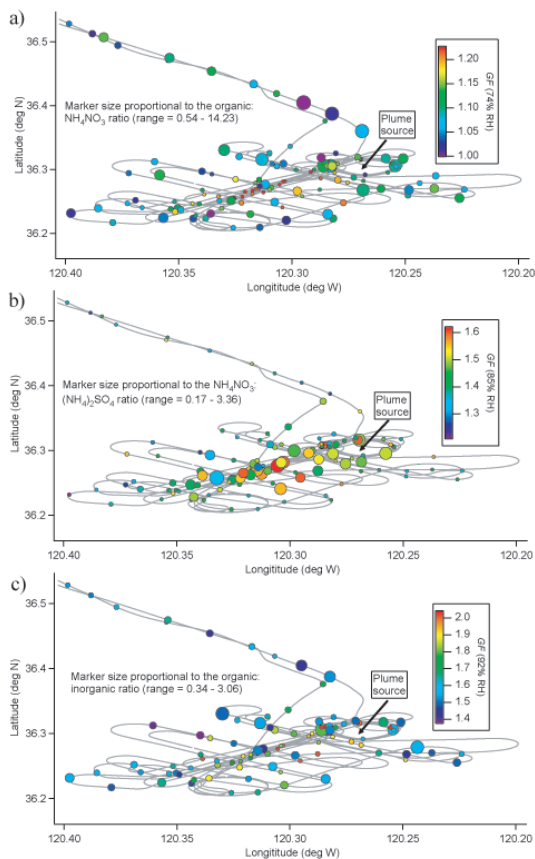 a)
36.5
36.4
36.3
36.2
Latitude (deg N)
Marker size proportional to the organic:
NH4NO3 ratio (range = 0.54 - 14.23)
Plume
source
1.20
1.15
1.10
1.05
1.00
GF (74% RH)
120.40 120.35 120.30 120.25 120.20
Longititude (deg W)
b)
36.5
36.4
36.3
36.2
Latitude (deg N)
Marker size proportional to the NH4NO3:
(NH4)2SO4 ratio (range = 0.17 - 3.36)
Plume
source
1.6
1.5
1.4
1.3
GF (85% RH)
120.40 120.35 120.30 120.25 120.20
Longititude (deg W)
c)
36.5
36.4
36.3
36.2
Latitude (deg N)
Marker size proportional to the organic:
inorganic ratio (range = 0.34 - 3.06)
Plume
source
2.0
1.9
1.8
1.7
1.6
1.5
1.4
GF (92% RH)
120.40 120.35 120.30 120.25 120.20
Longititude (deg W)